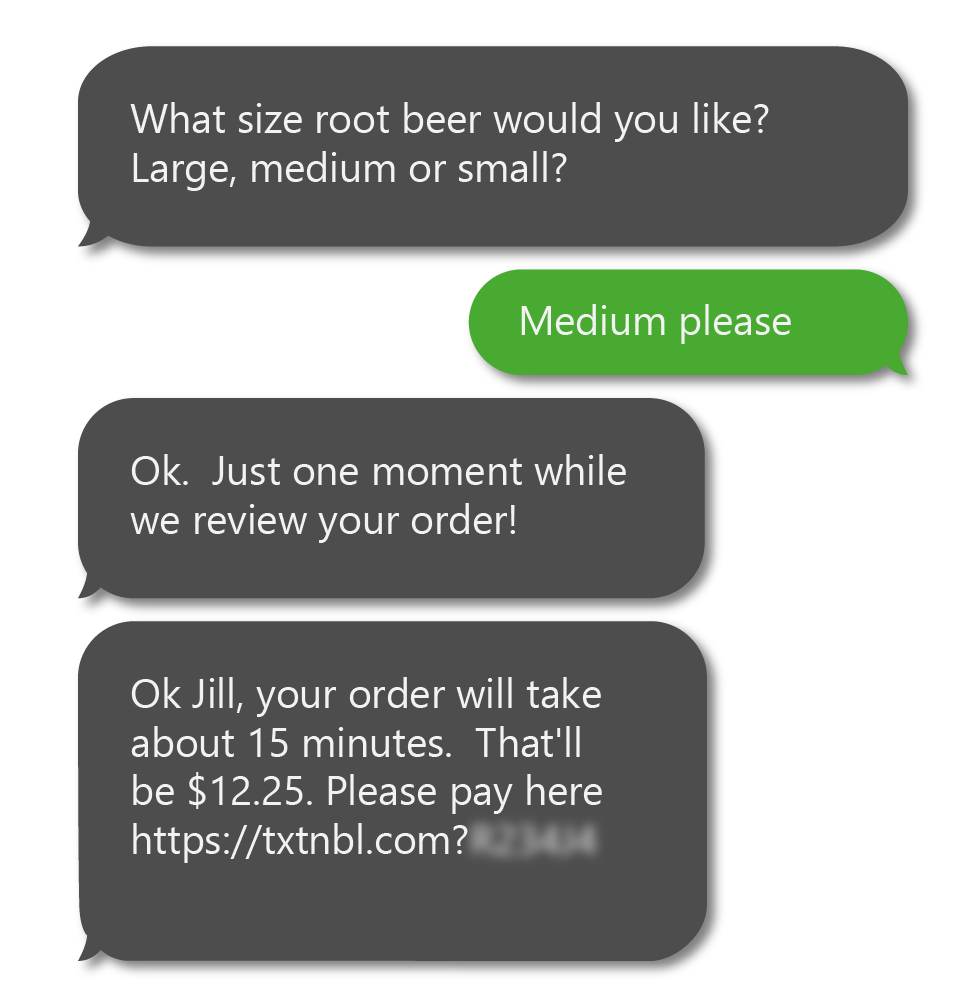 What size root beer would you like?
Large, medium or small?
Medium please
Ok.  Just one moment while
we review your order!
Ok Jill, your order will take
about 15 minutes.  That'll
be $12.25. Please pay here
https://txtnbl.com?